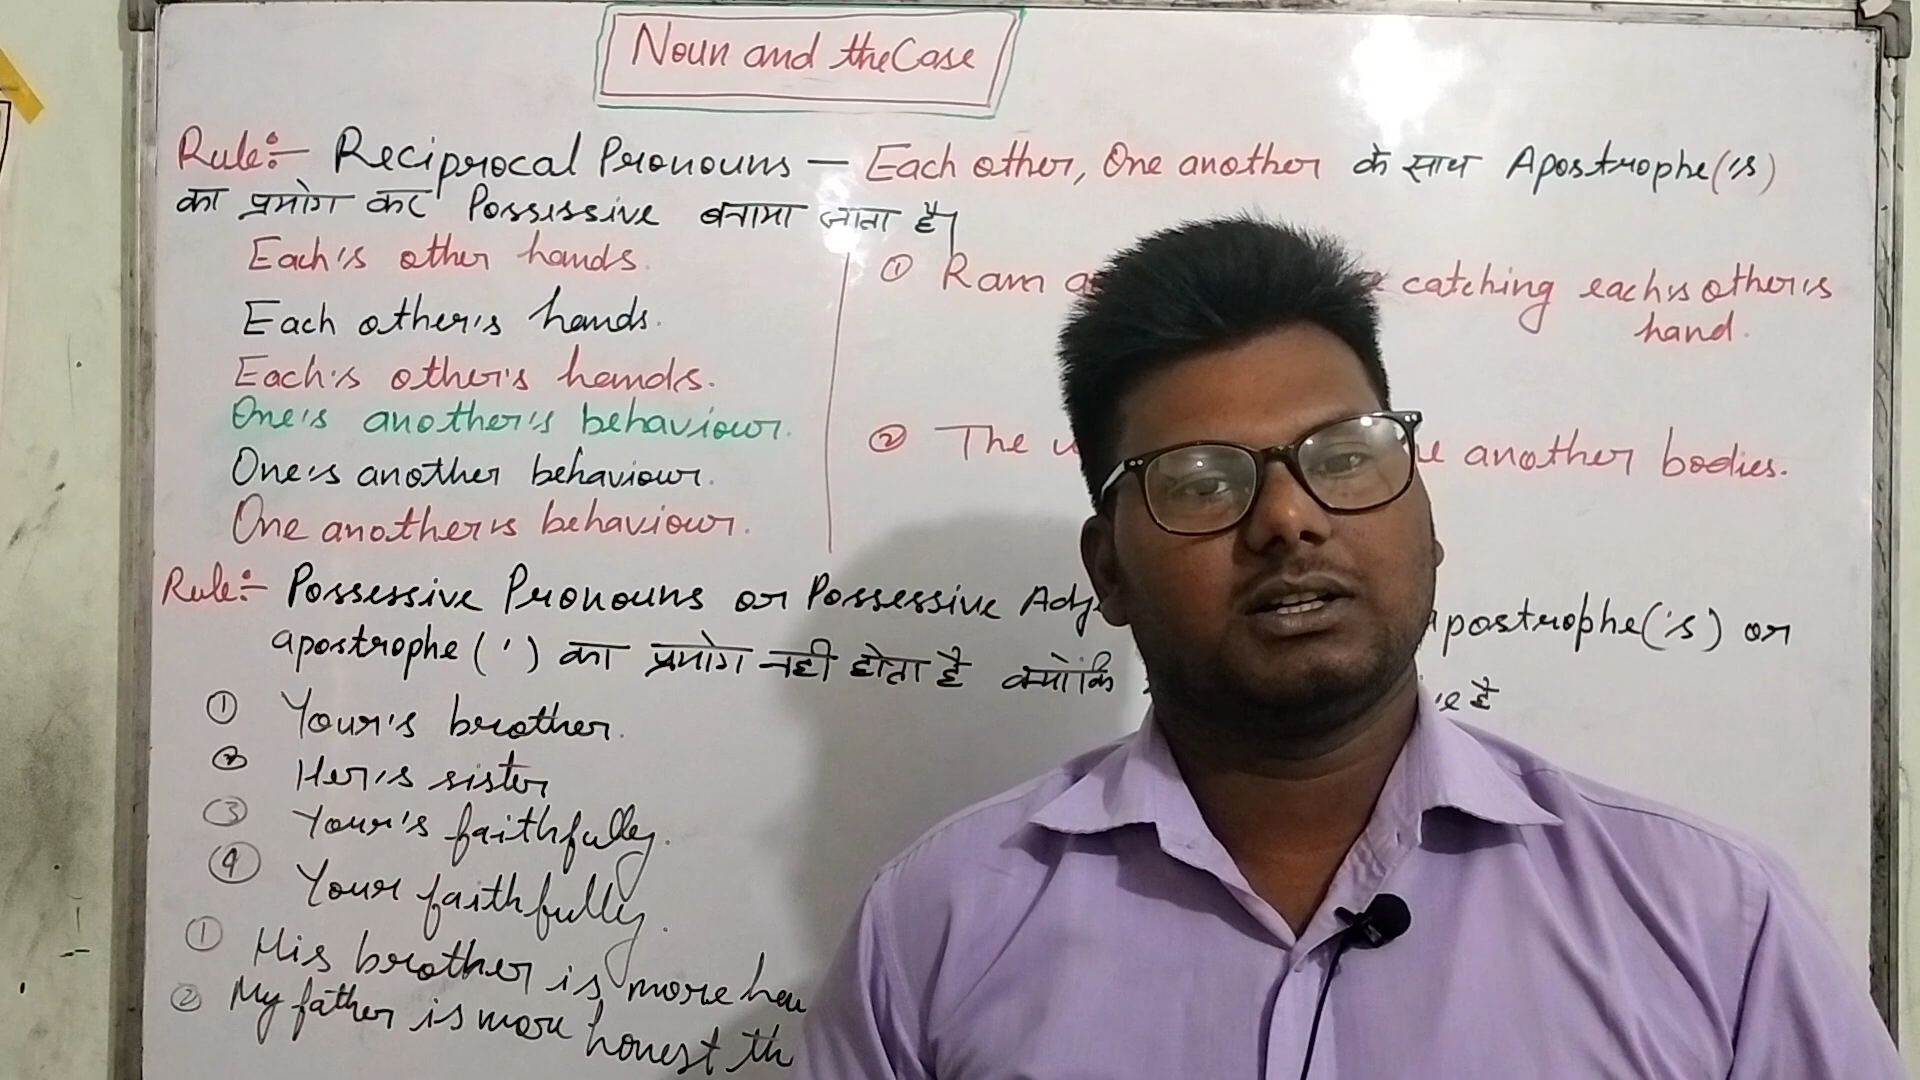 Noun and the Case
Rule:- Reciprocal Pronouns — Each other, One another के साथ Apostrophe('s)
का प्रयोग कर Possessive बनाया जाता है।
Each's other hands.
Each other's hands.
Each's other's hands.
One's another's behaviour.
One's another behaviour.
One another's behaviour.
① Ram catching each's other's
hand.
② The another bodies.
Rule:- Possessive Pronouns or Possessive apostrophe('s) or
apostrophe (') का प्रयोग नही होता है क्योंकि है
① Your's brother.
② Her's sister
③ Your's faithfully.
④ Your faithfully.
① His brother is more
② My father is more honest